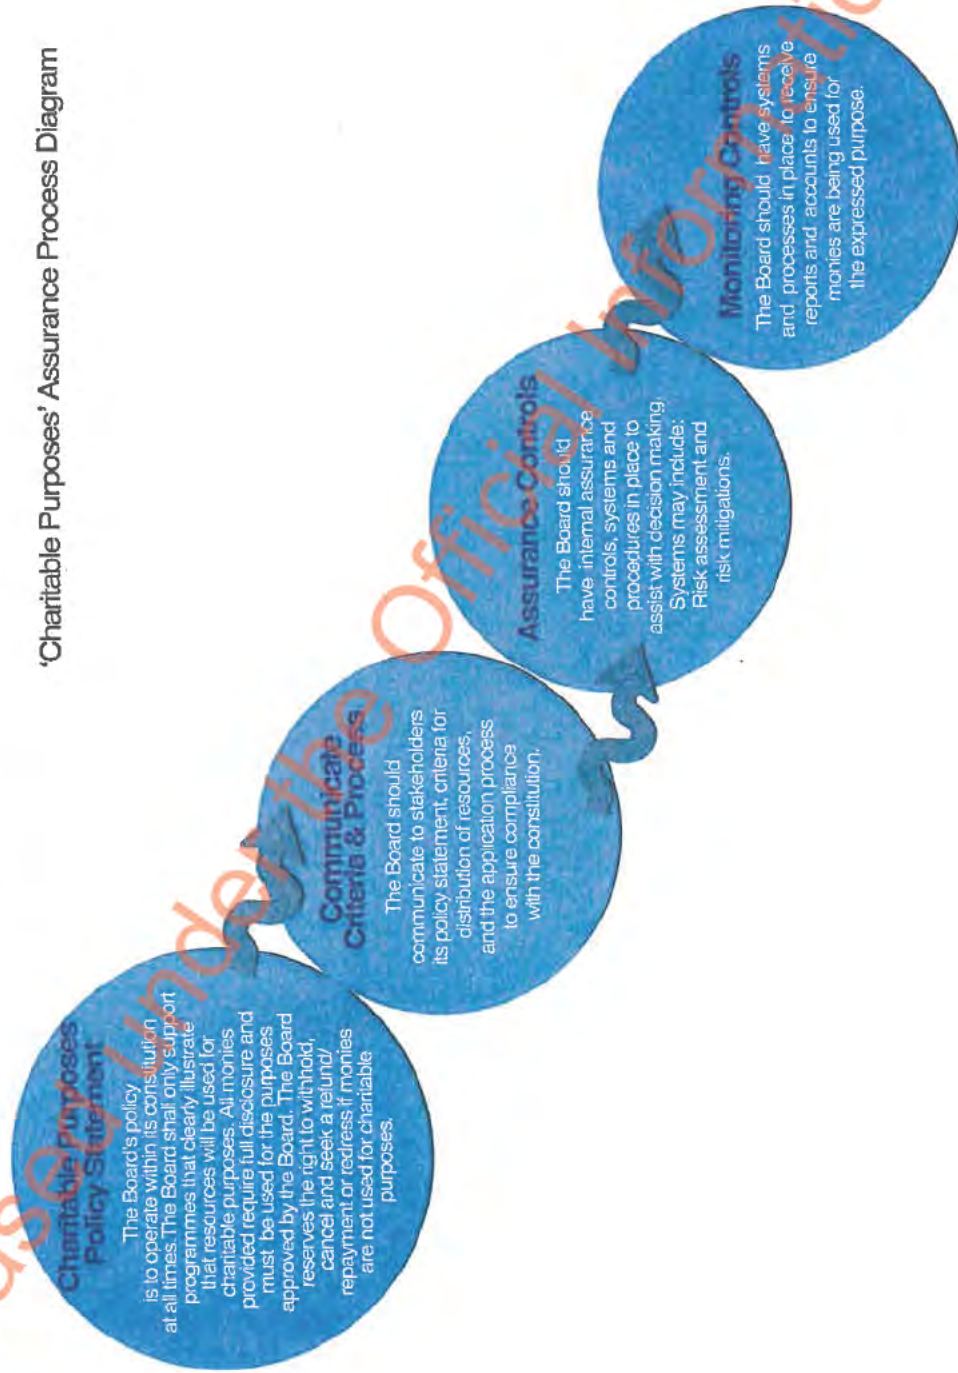 'Charitable Purposes' Assurance Process Diagram
Charitable Purposes
Policy Statement
The Board's policy
is to operate within its constitution
at all times. The Board shall only support
programmes that clearly illustrate
that resources will be used for
charitable purposes. All monies
provided require full disclosure and
must be used for the purposes
approved by the Board. The Board
reserves the right to withhold,
cancel and seek a refund/
repayment or redress if monies
are not used for charitable
purposes.
Communicate
Criteria & Process
The Board should
communicate to stakeholders
its policy statement, criteria for
distribution of resources,
and the application process
to ensure compliance
with the constitution.
Assurance Controls
The Board should
have internal assurance
controls, systems and
procedures in place to
assist with decision making,
Systems may include:
Risk assessment and
risk mitigations.
Monitoring Controls
The Board should have systems
and processes in place to receive
reports and accounts to ensure
monies are being used for
the expressed purpose.
under the Official Information